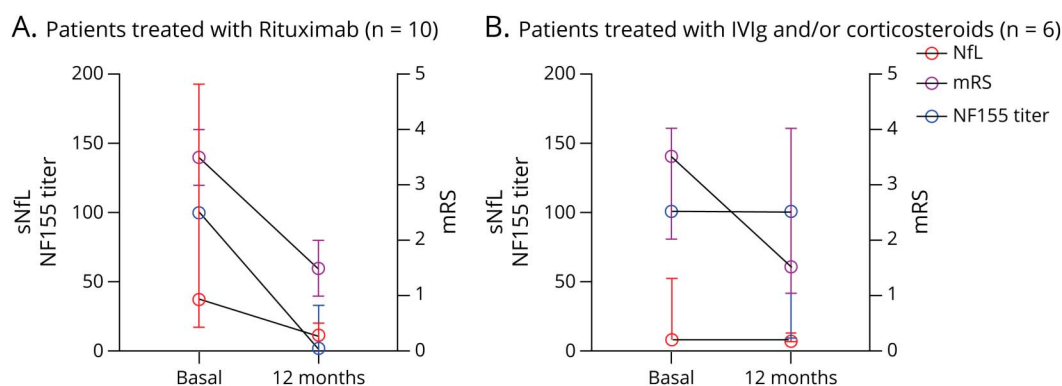 A. Patients treated with Rituximab (n = 10)
200
150
100
50
0
sNfL
NF155 titer
5
4
3
2
1
0
mRS
Basal
12 months
B. Patients treated with IVIg and/or corticosteroids (n = 6)
NfL
mRS
NF155 titer
200
150
100
50
0
sNfL
NF155 titer
5
4
3
2
1
0
mRS
Basal
12 months